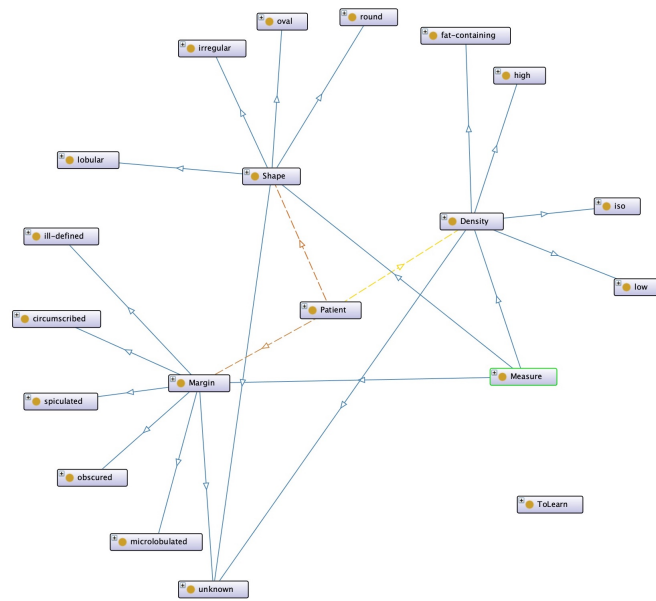 oval
round
irregular
fat-containing
high
lobular
Shape
iso
Density
ill-defined
low
Patient
circumscribed
Measure
Margin
spiculated
obscured
ToLearn
microlobulated
unknown